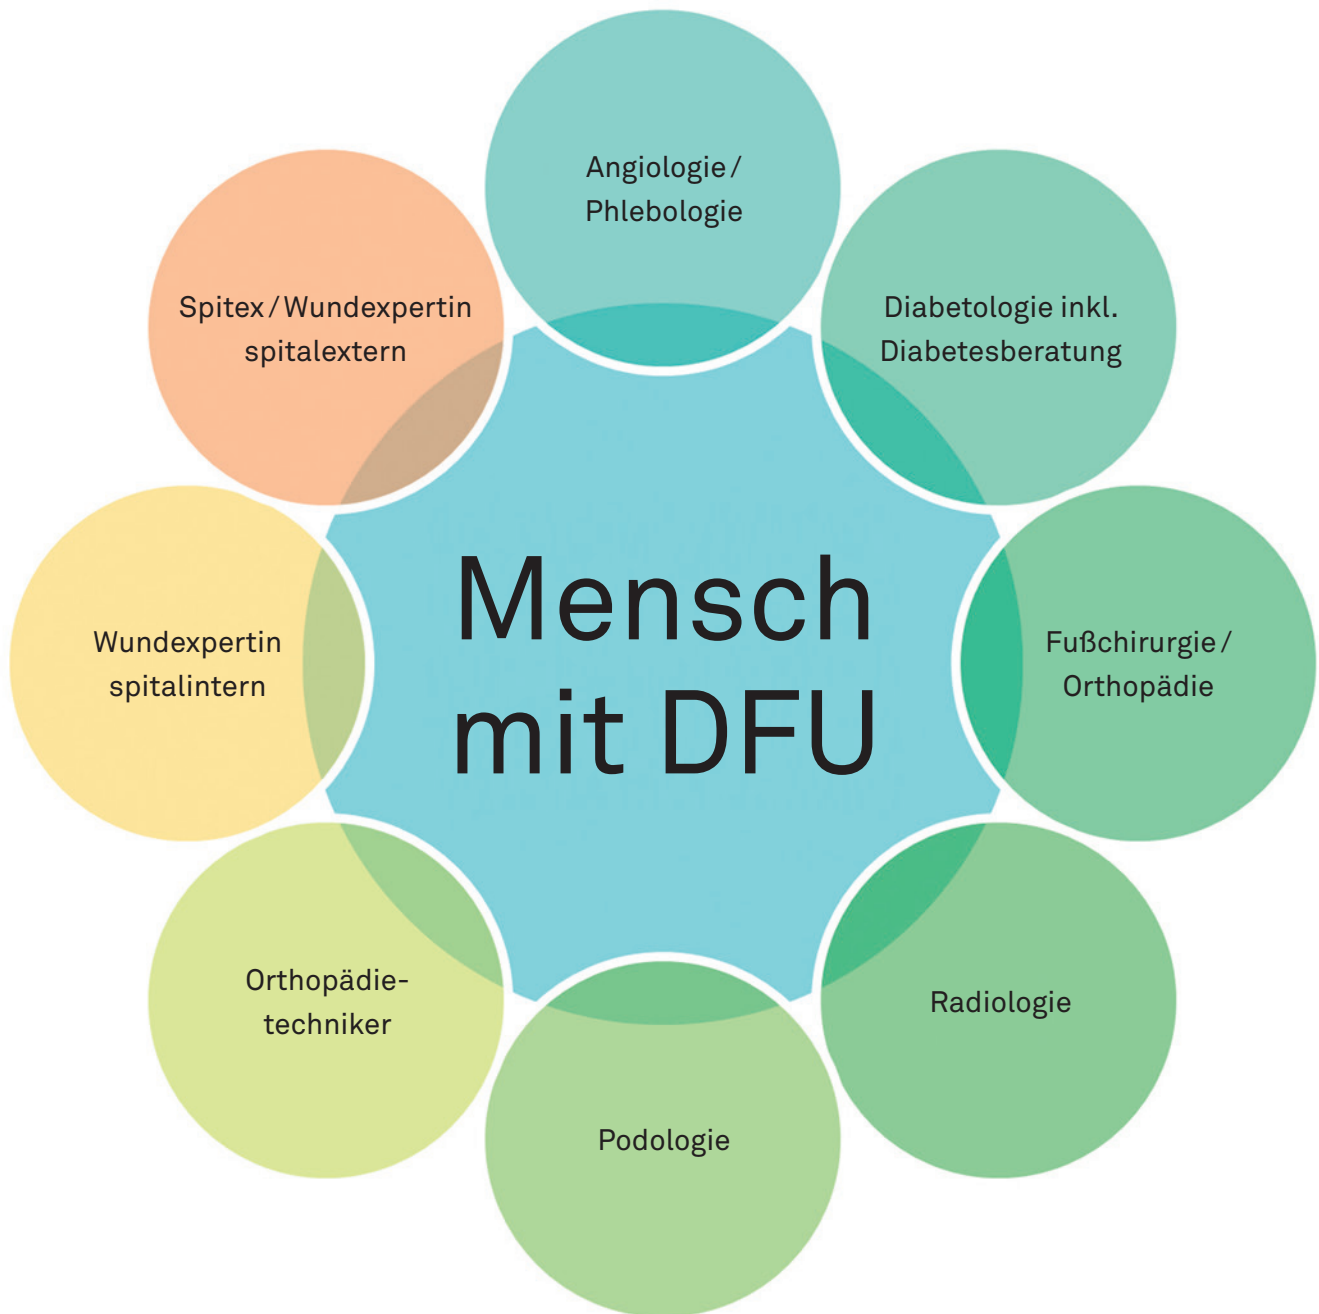 Angiologie /
Phlebologie
Diabetologie inkl.
Diabetesberatung
Fußchirurgie /
Orthopädie
Radiologie
Podologie
Orthopädie-
techniker
Wundexpertin
spitalintern
Spitex / Wundexpertin
spitalextern
Mensch
mit DFU